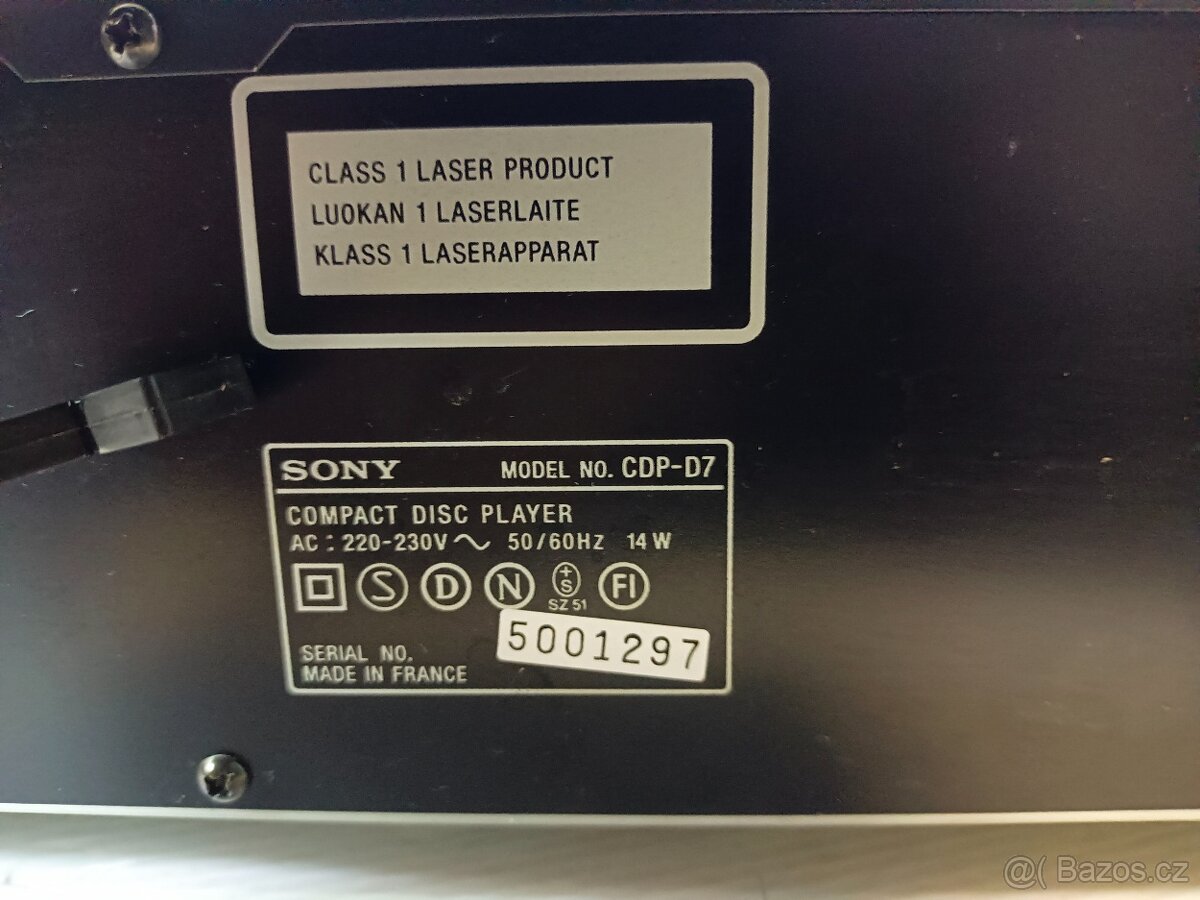 CLASS 1 LASER PRODUCT
LUOKAN 1 LASERLAITE
KLASS 1 LASERAPPARAT
SONY MODEL NO. CDP-D7
COMPACT DISC PLAYER
AC : 220-230V ~ 50/60Hz 14 W
S D N +S FI
SZ 51
5001297
SERIAL NO.
MADE IN FRANCE
@( Bazos.cz